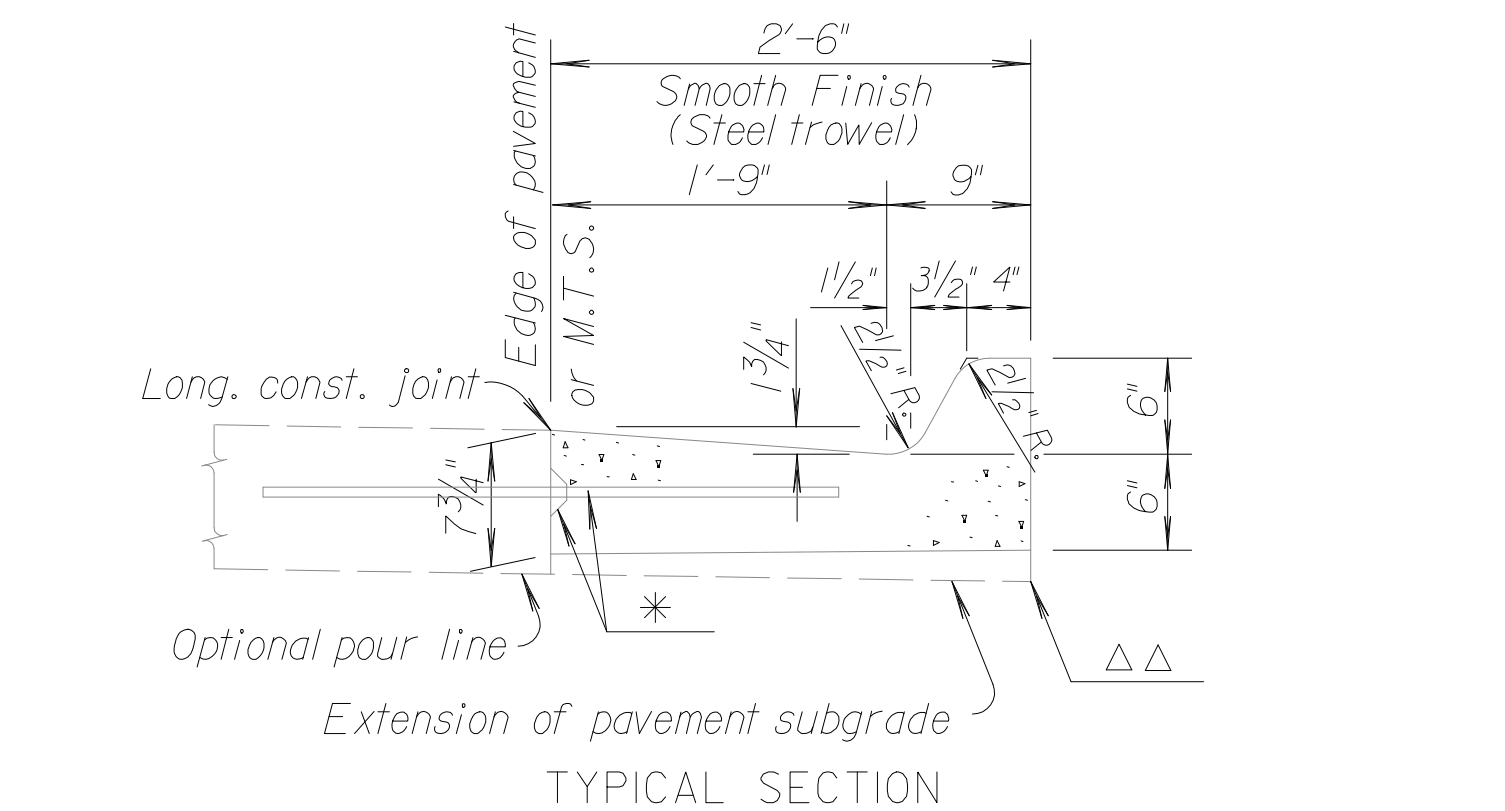 2'-6"
Smooth Finish
(Steel trowel)
1'-9"
9"
Edge of pavement
or M.T.S.
1 1/2"
3 1/2"
4"
1 3/4"
2 1/2" R.
2 1/2" R.
6"
6"
Long. const. joint
7 3/4"
*
Optional pour line
△ △
Extension of pavement subgrade
TYPICAL SECTION